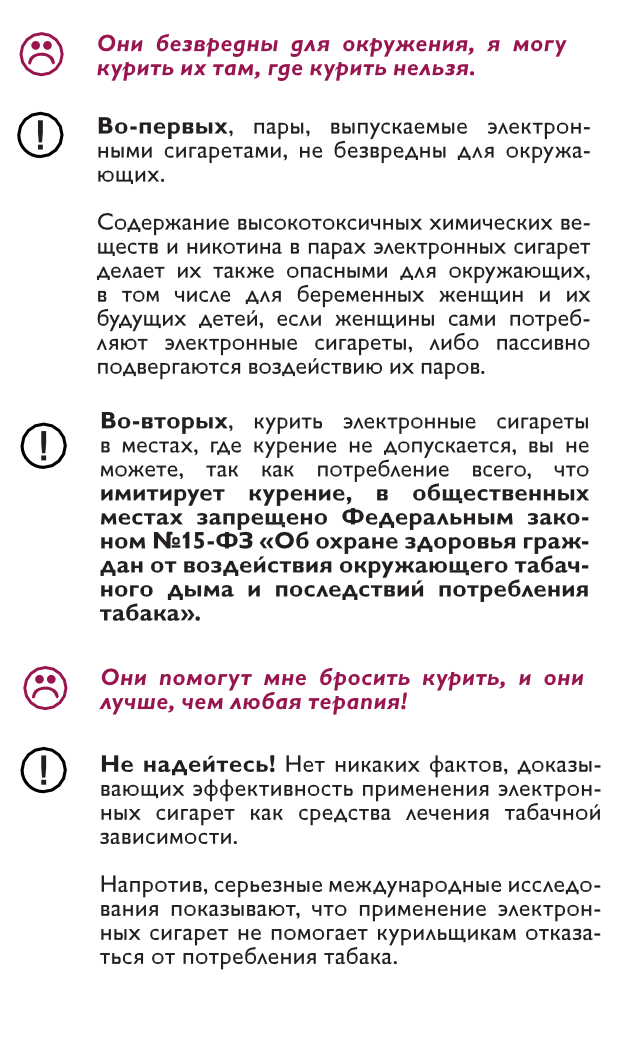 Они безвредны для окружения, я могу
курить их там, где курить нельзя.
Во-первых, пары, выпускаемые электрон-
ными сигаретами, не безвредны для окружа-
ющих.
Содержание высокотоксичных химических ве-
ществ и никотина в парах электронных сигарет
делает их также опасными для окружающих,
в том числе для беременных женщин и их
будущих детей, если женщины сами потреб-
ляют электронные сигареты, либо пассивно
подвергаются воздействию их паров.
Во-вторых, курить электронные сигареты
в местах, где курение не допускается, вы не
можете, так как потребление всего, что
имитирует курение, в общественных
местах запрещено Федеральным зако-
ном №15-ФЗ «Об охране здоровья граж-
дан от воздействия окружающего табач-
ного дыма и последствий потребления
табака».
Они помогут мне бросить курить, и они
лучше, чем любая терапия!
Не надейтесь! Нет никаких фактов, доказы-
вающих эффективность применения электрон-
ных сигарет как средства лечения табачной
зависимости.
Напротив, серьезные международные исследо-
вания показывают, что применение электрон-
ных сигарет не помогает курильщикам отказа-
ться от потребления табака.